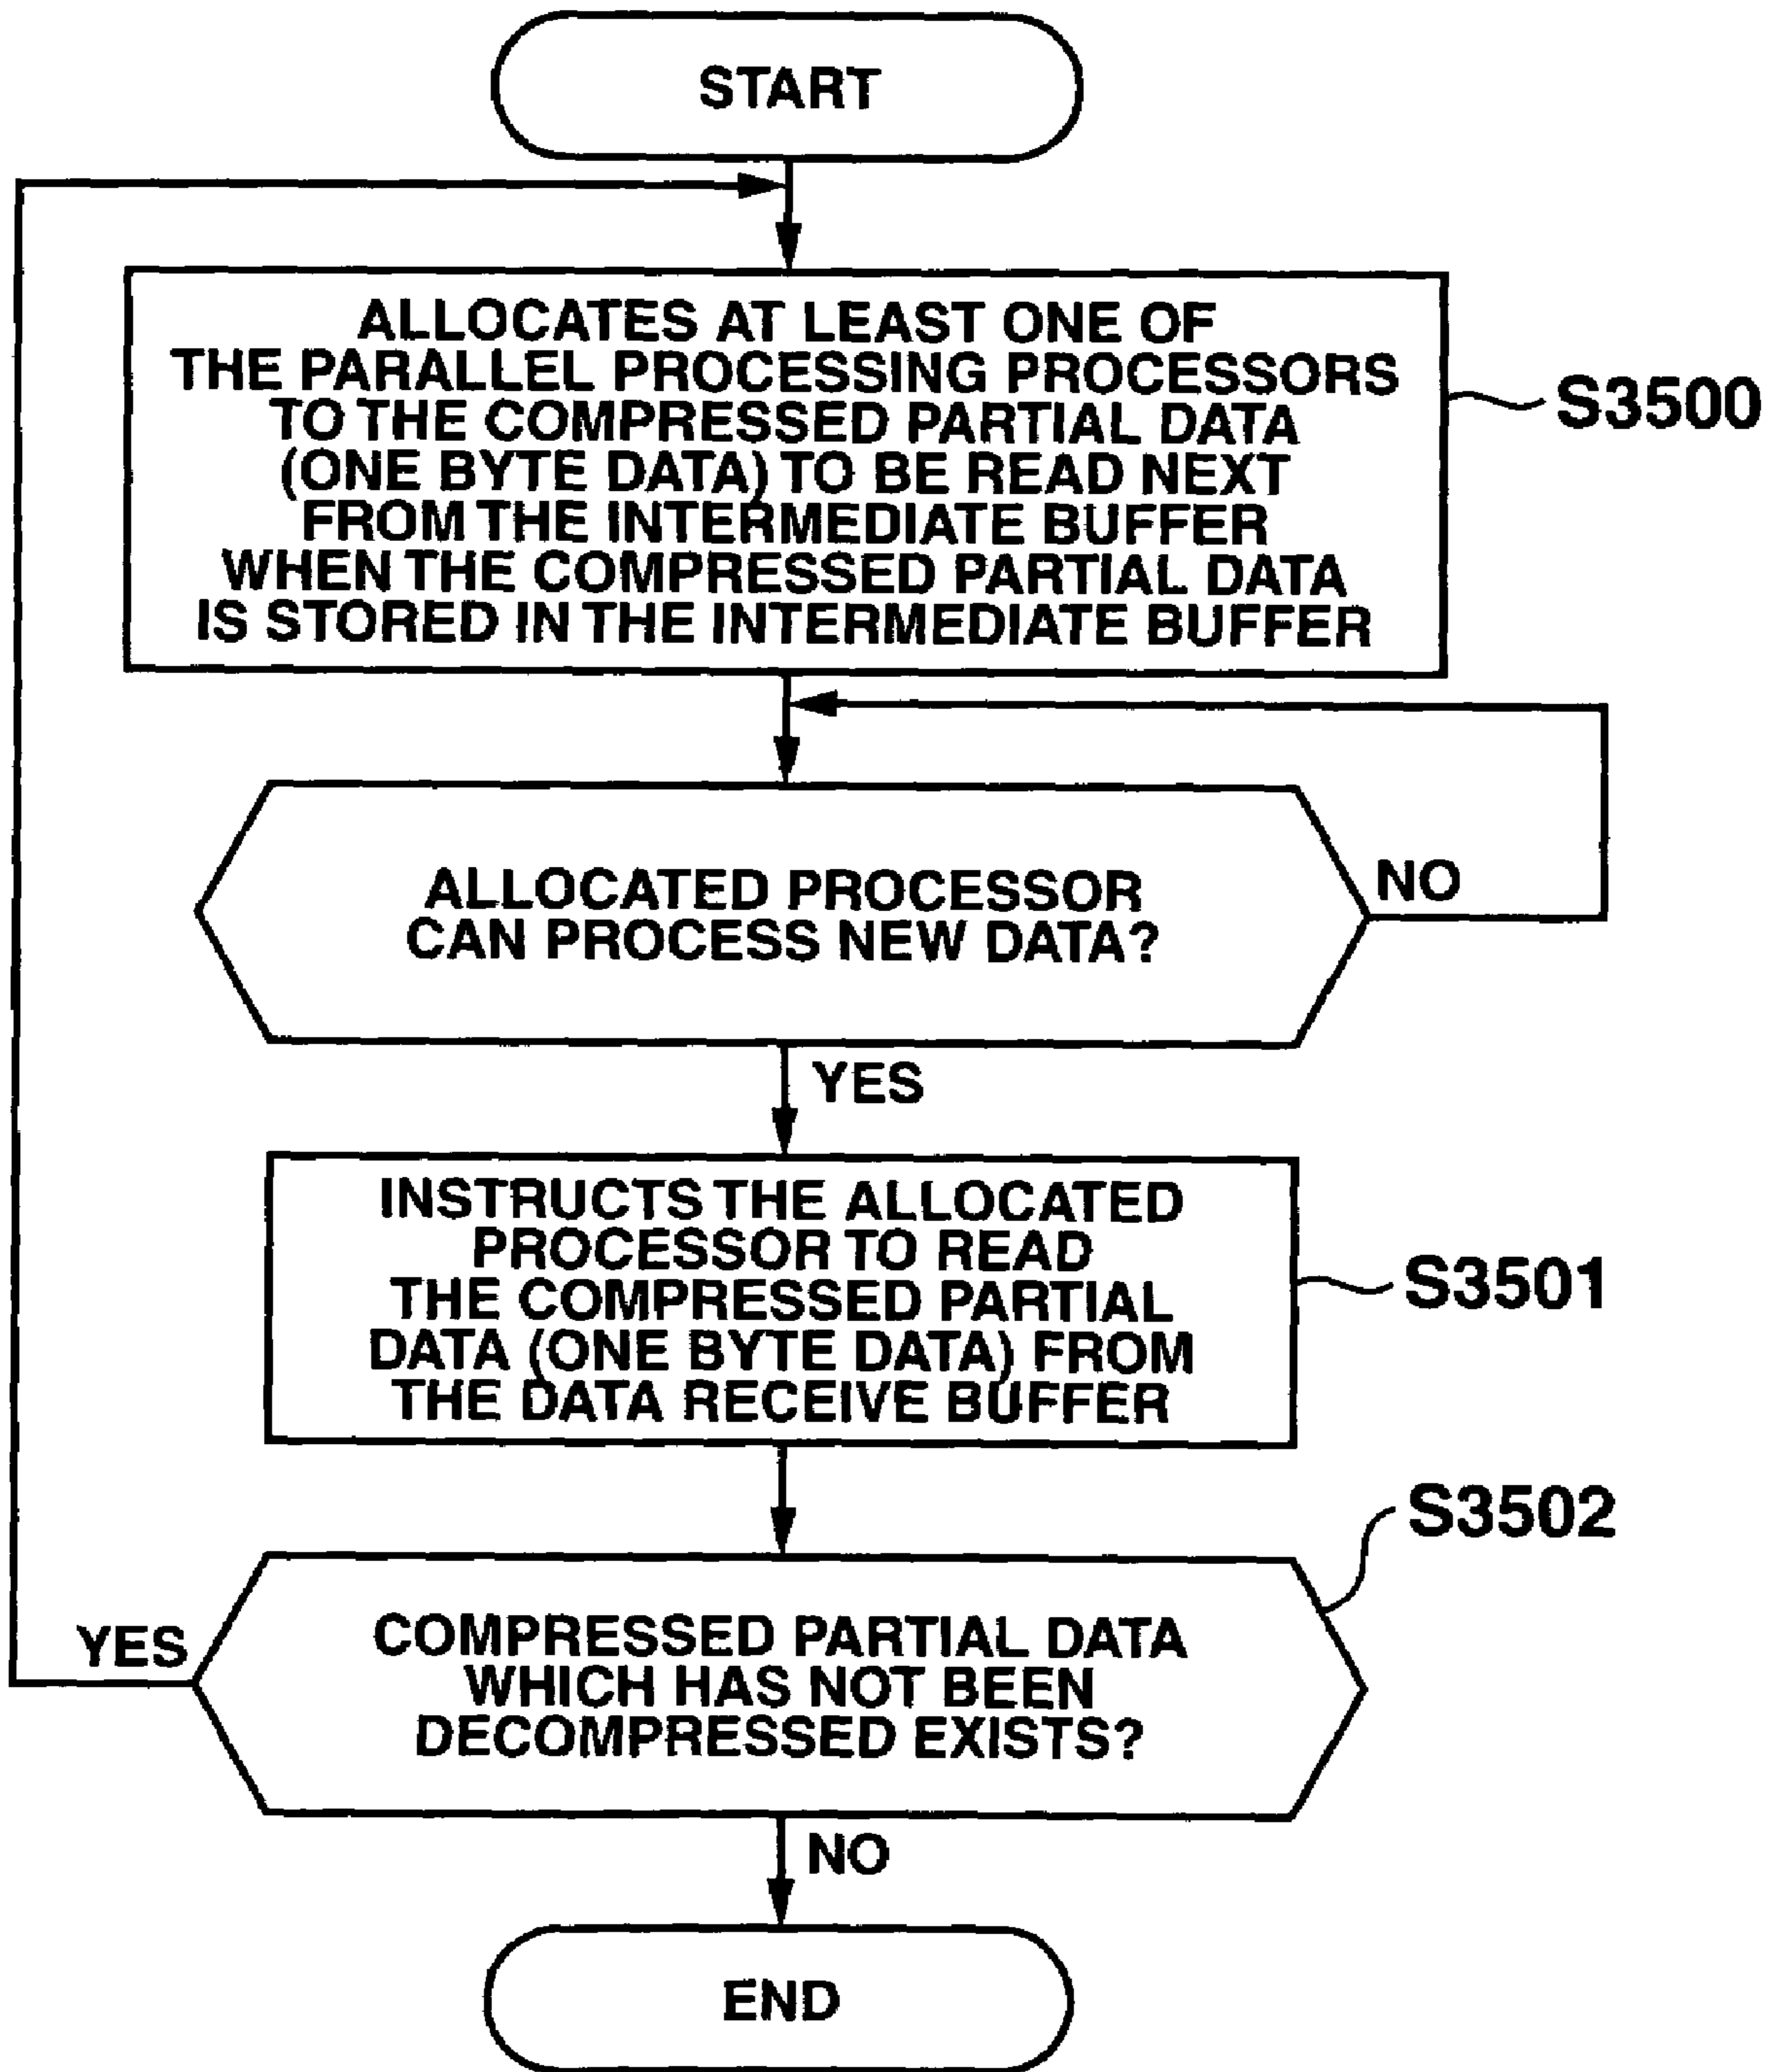 START
ALLOCATES AT LEAST ONE OF
THE PARALLEL PROCESSING PROCESSORS
TO THE COMPRESSED PARTIAL DATA
(ONE BYTE DATA) TO BE READ NEXT
FROM THE INTERMEDIATE BUFFER
WHEN THE COMPRESSED PARTIAL DATA
IS STORED IN THE INTERMEDIATE BUFFER
S3500
ALLOCATED PROCESSOR
CAN PROCESS NEW DATA?
NO
YES
INSTRUCTS THE ALLOCATED
PROCESSOR TO READ
THE COMPRESSED PARTIAL
DATA (ONE BYTE DATA) FROM
THE DATA RECEIVE BUFFER
S3501
S3502
COMPRESSED PARTIAL DATA
WHICH HAS NOT BEEN
DECOMPRESSED EXISTS?
YES
NO
END